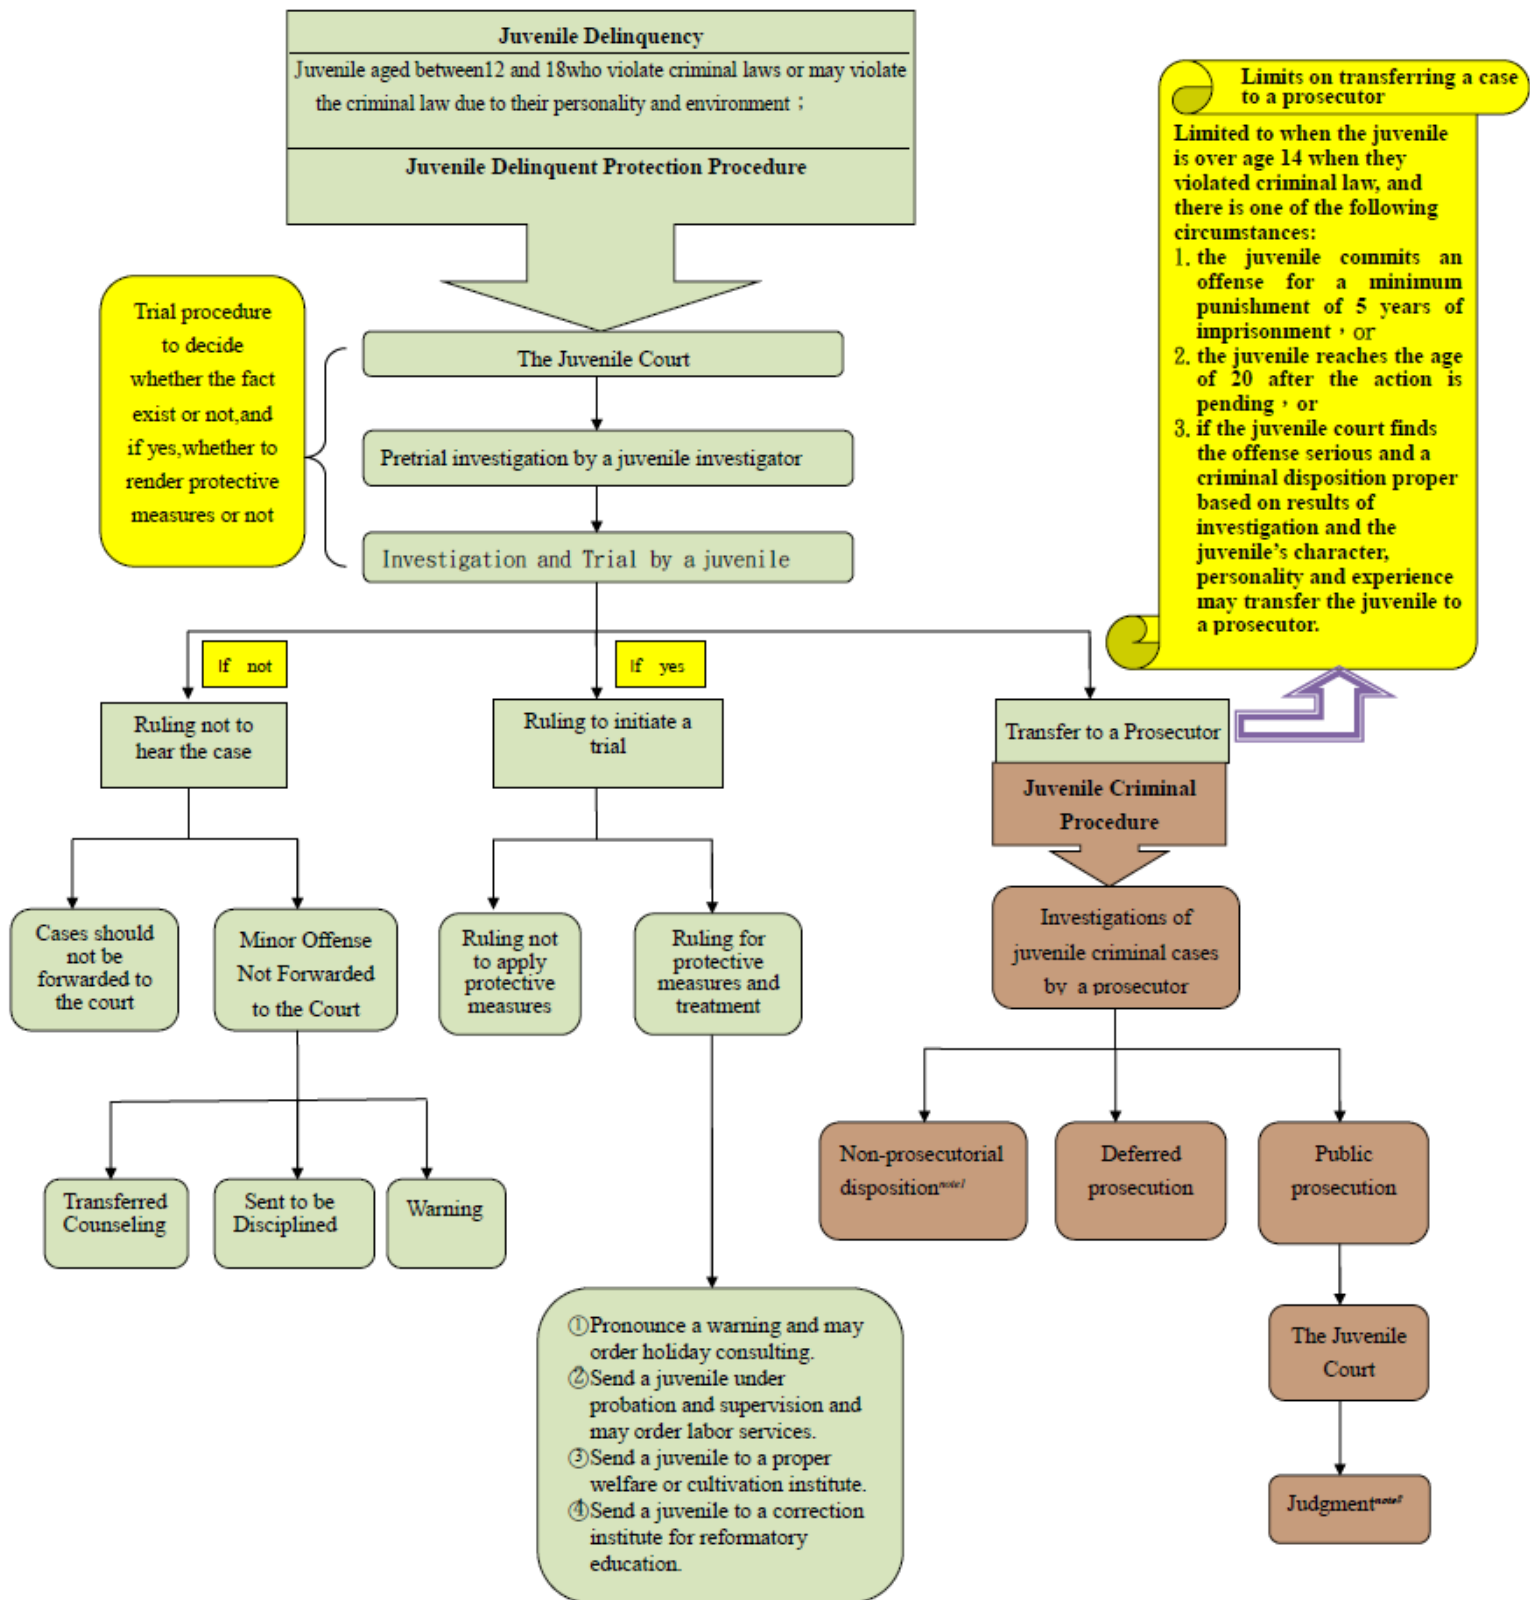 Juvenile Delinquency
Juvenile aged between12 and 18who violate criminal laws or may violate
the criminal law due to their personality and environment；
Juvenile Delinquent Protection Procedure
Limits on transferring a case
to a prosecutor
Limited to when the juvenile
is over age 14 when they
violated criminal law, and
there is one of the following
circumstances:
1. the juvenile commits an
offense for a minimum
punishment of 5 years of
imprisonment，or
2. the juvenile reaches the age
of 20 after the action is
pending，or
3. if the juvenile court finds
the offense serious and a
criminal disposition proper
based on results of
investigation and the
juvenile's character,
personality and experience
may transfer the juvenile to
a prosecutor.
Trial procedure
to decide
whether the fact
exist or not,and
if yes,whether to
render protective
measures or not
The Juvenile Court
Pretrial investigation by a juvenile investigator
Investigation and Trial by a juvenile
If not
If yes
Ruling not to
hear the case
Ruling to initiate a
trial
Transfer to a Prosecutor
Juvenile Criminal
Procedure
Cases should
not be
forwarded to
the court
Minor Offense
Not Forwarded
to the Court
Ruling not
to apply
protective
measures
Ruling for
protective
measures and
treatment
Investigations of
juvenile criminal cases
by a prosecutor
Transferred
Counseling
Sent to be
Disciplined
Warning
Non-prosecutorial
disposition note1
Deferred
prosecution
Public
prosecution
①Pronounce a warning and may
order holiday consulting.
②Send a juvenile under
probation and supervision and
may order labor services.
③Send a juvenile to a proper
welfare or cultivation institute.
④Send a juvenile to a correction
institute for reformatory
education.
The Juvenile
Court
Judgment